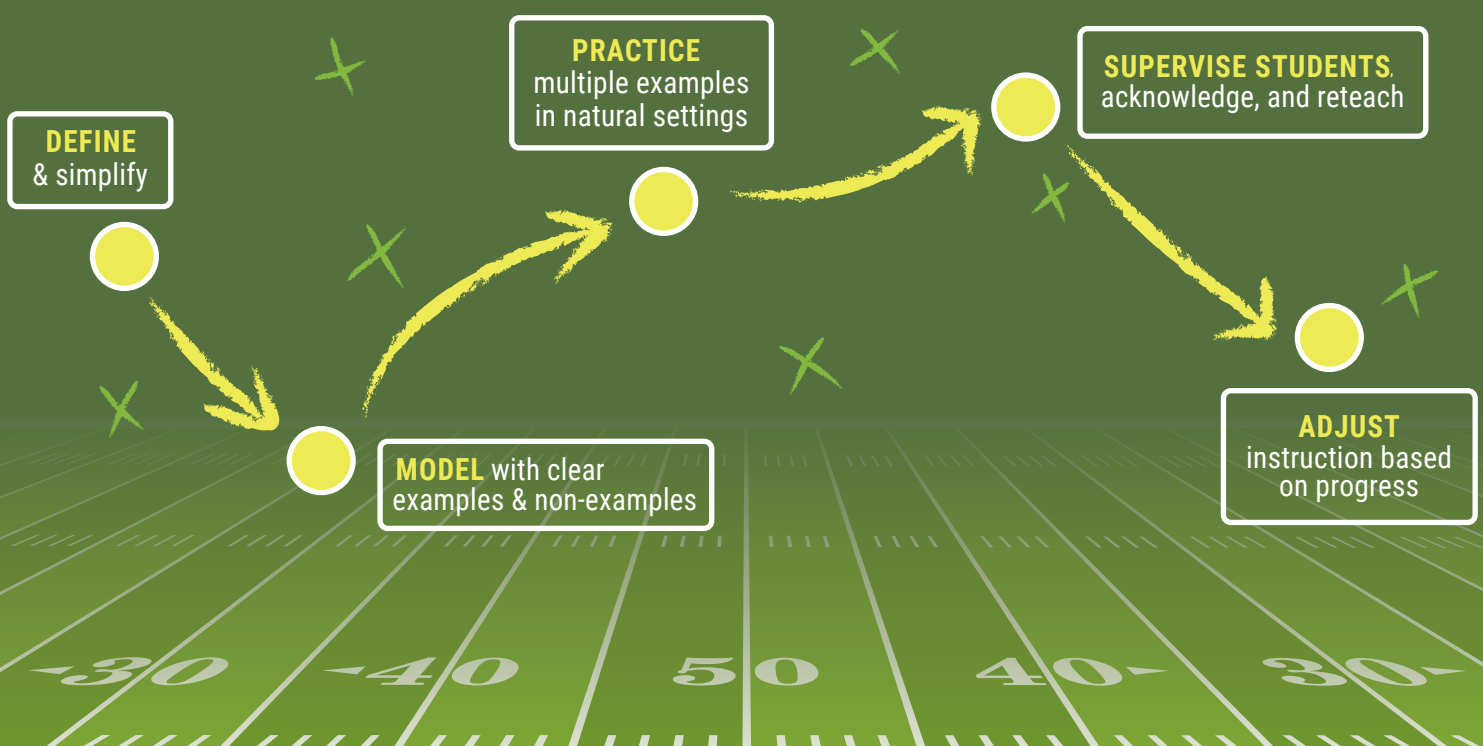 DEFINE
& simplify
MODEL with clear
examples & non-examples
PRACTICE
multiple examples
in natural settings
SUPERVISE STUDENTS,
acknowledge, and reteach
ADJUST
instruction based
on progress
30 40 50 40 30